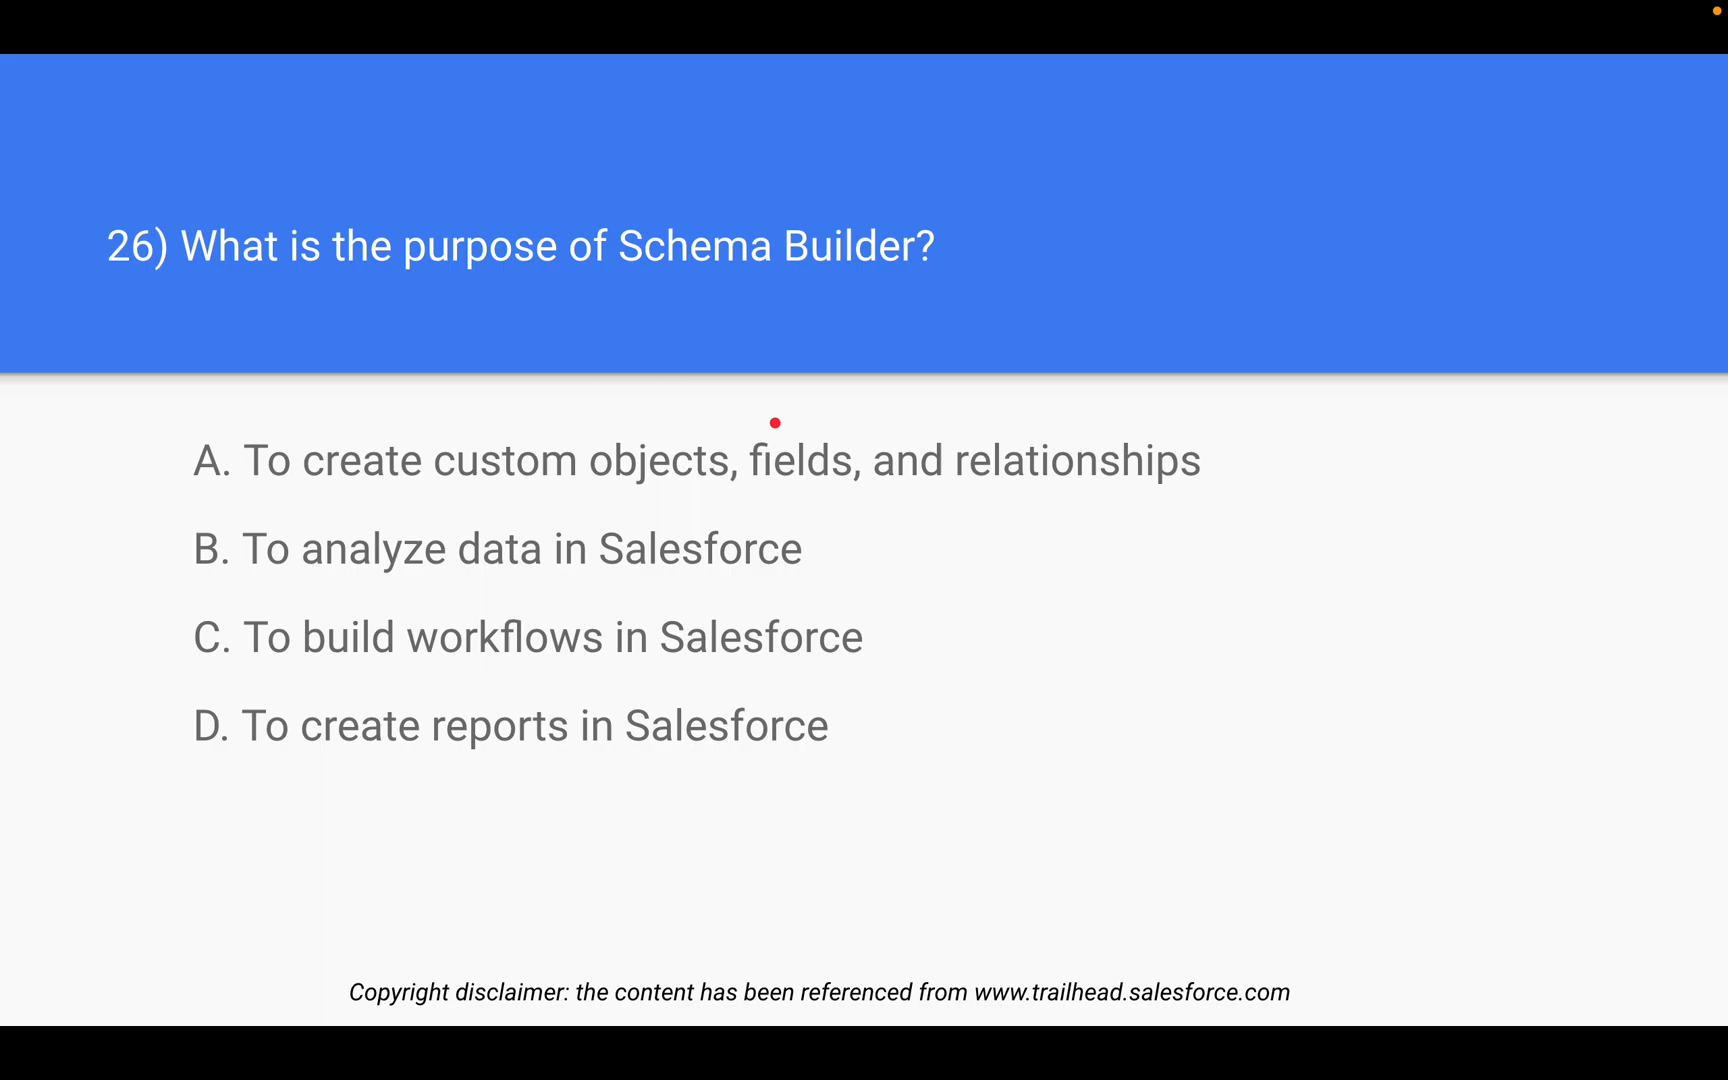 26) What is the purpose of Schema Builder?
A. To create custom objects, fields, and relationships
B. To analyze data in Salesforce
C. To build workflows in Salesforce
D. To create reports in Salesforce
Copyright disclaimer: the content has been referenced from www.trailhead.salesforce.com